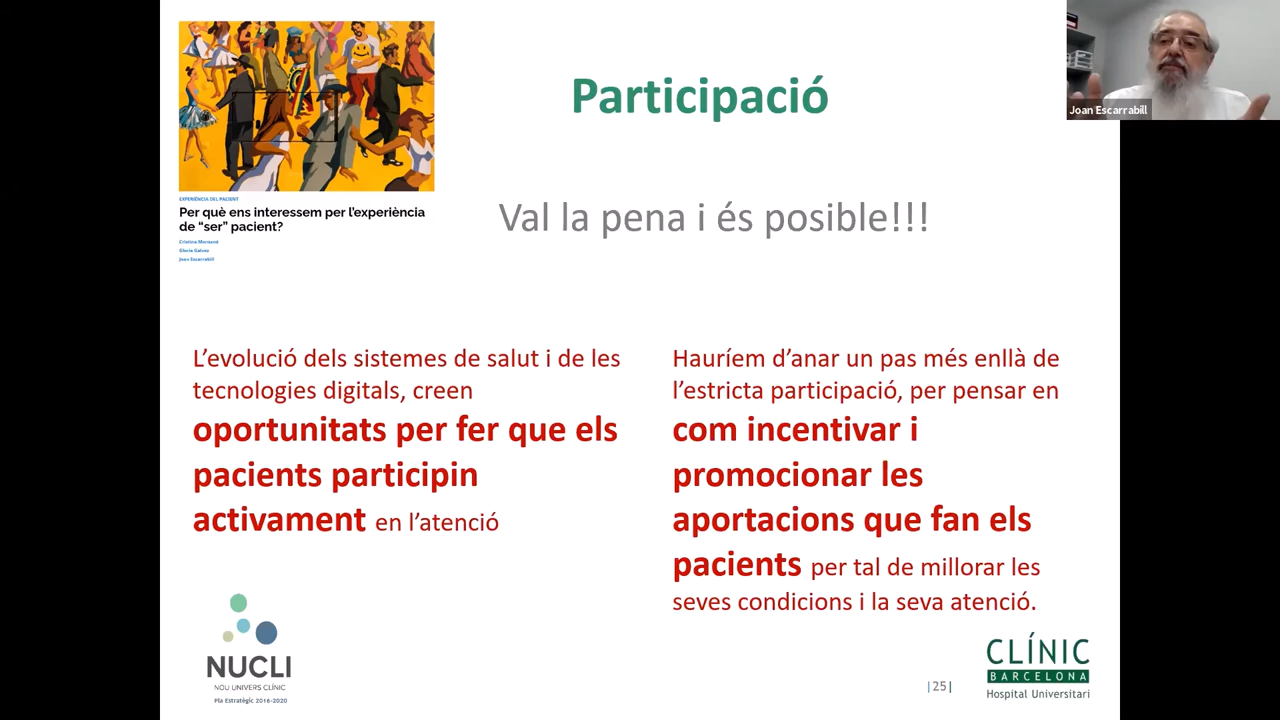 Participació
Joan Escarrabill
EXPERIÈNCIA DEL PACIENT
Per què ens interessem per l'experiència
de “ser” pacient?
Cristina Moreland
Gloria Galvez
Joan Escarrabill
Val la pena i és posible!!!
L'evolució dels sistemes de salut i de les
tecnologies digitals, creen
oportunitats per fer que els
pacients participin
activament en l'atenció
Hauríem d'anar un pas més enllà de
l'estricta participació, per pensar en
com incentivar i
promocionar les
aportacions que fan els
pacients per tal de millorar les
seves condicions i la seva atenció.
NUCLI
NOU UNIVERS CLÍNIC
Pla Estratègic 2016-2020
|25|
CLÍNIC
BARCELONA
Hospital Universitari